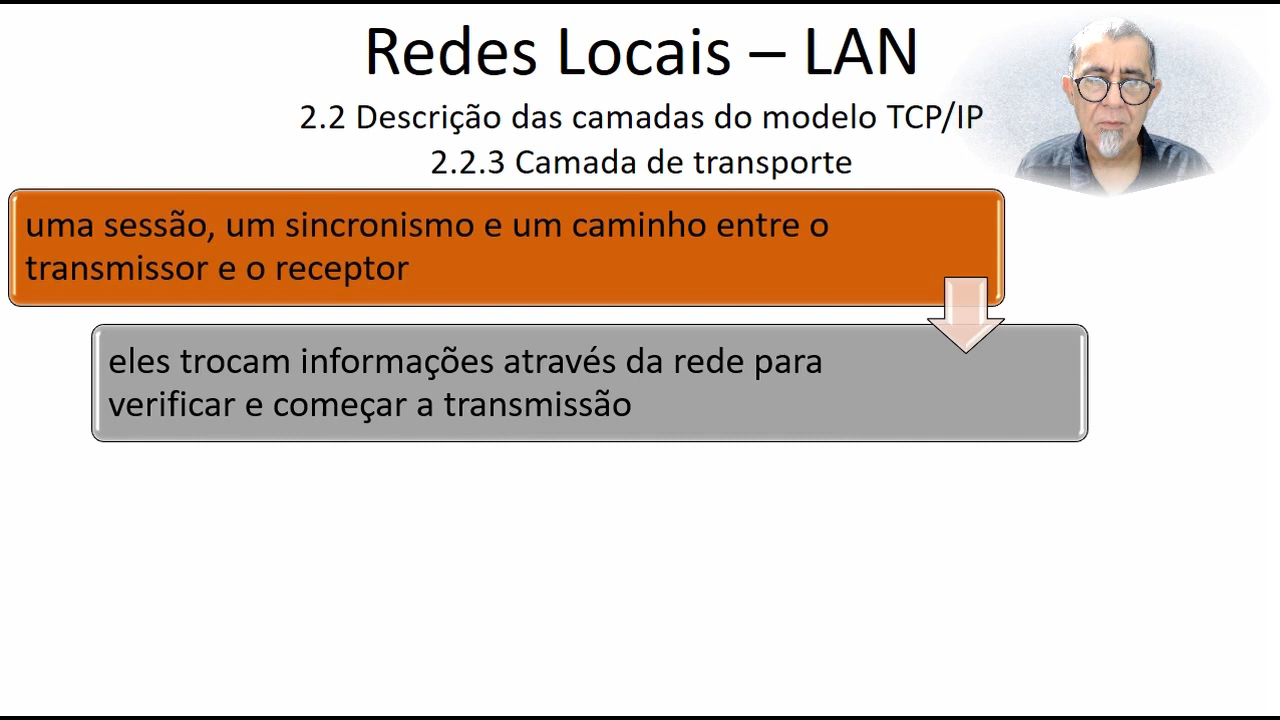 Redes Locais – LAN
2.2 Descrição das camadas do modelo TCP/IP
2.2.3 Camada de transporte
uma sessão, um sincronismo e um caminho entre o
transmissor e o receptor
eles trocam informações através da rede para
verificar e começar a transmissão